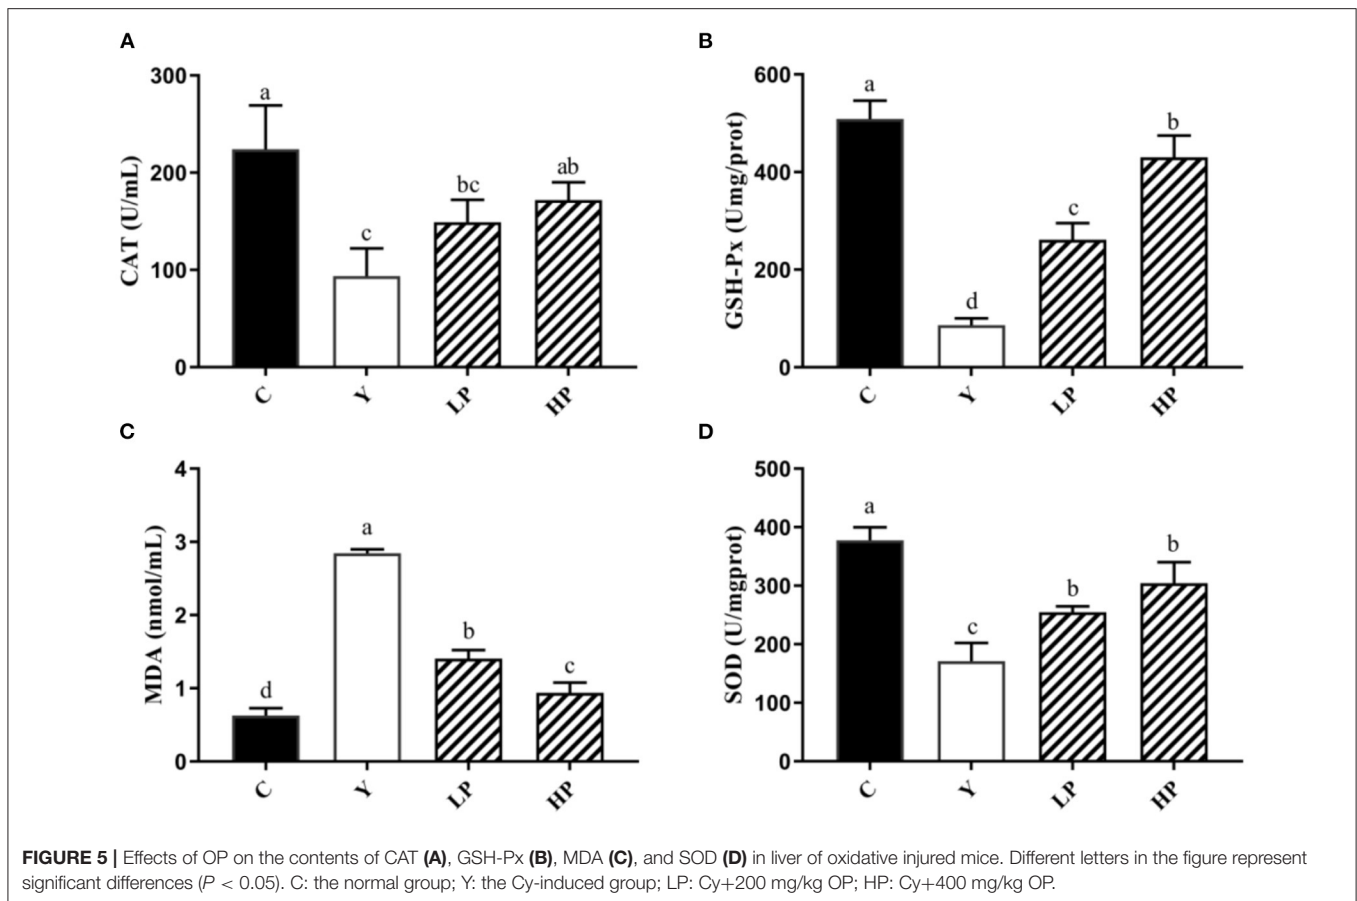 A
CAT (U/mL)
300
200
100
0
a
c
bc
ab
C
Y
LP
HP
B
GSH-Px (Umg/prot)
600
400
200
0
a
d
c
b
C
Y
LP
HP
C
MDA (nmol/mL)
4
3
2
1
0
d
a
b
c
C
Y
LP
HP
D
SOD (U/mgprot)
500
400
300
200
100
0
a
c
b
b
C
Y
LP
HP
FIGURE 5 | Effects of OP on the contents of CAT (A), GSH-Px (B), MDA (C), and SOD (D) in liver of oxidative injured mice. Different letters in the figure represent
significant differences (P < 0.05). C: the normal group; Y: the Cy-induced group; LP: Cy+200 mg/kg OP; HP: Cy+400 mg/kg OP.